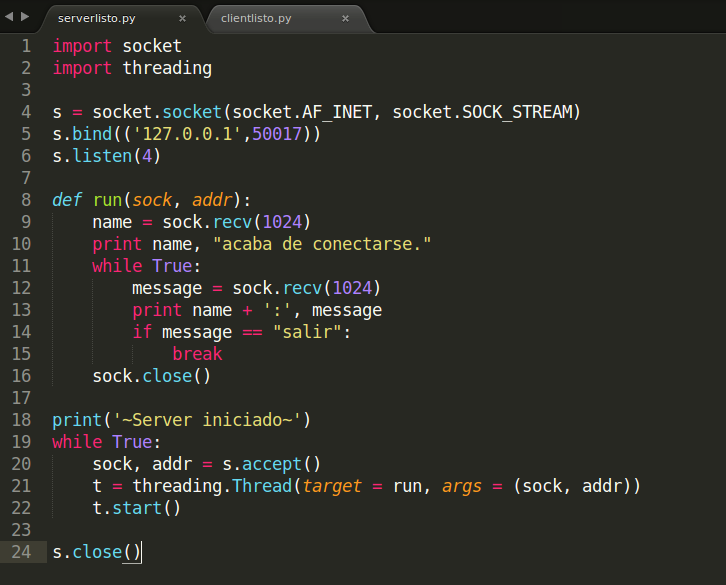 serverlisto.py × clientlisto.py ×
1 import socket
2 import threading
3
4 s = socket.socket(socket.AF_INET, socket.SOCK_STREAM)
5 s.bind(('127.0.0.1',50017))
6 s.listen(4)
7
8 def run(sock, addr):
9     name = sock.recv(1024)
10     print name, "acaba de conectarse."
11     while True:
12         message = sock.recv(1024)
13         print name + ':', message
14         if message == "salir":
15             break
16     sock.close()
17
18 print('~Server iniciado~')
19 while True:
20     sock, addr = s.accept()
21     t = threading.Thread(target = run, args = (sock, addr))
22     t.start()
23
24 s.close()